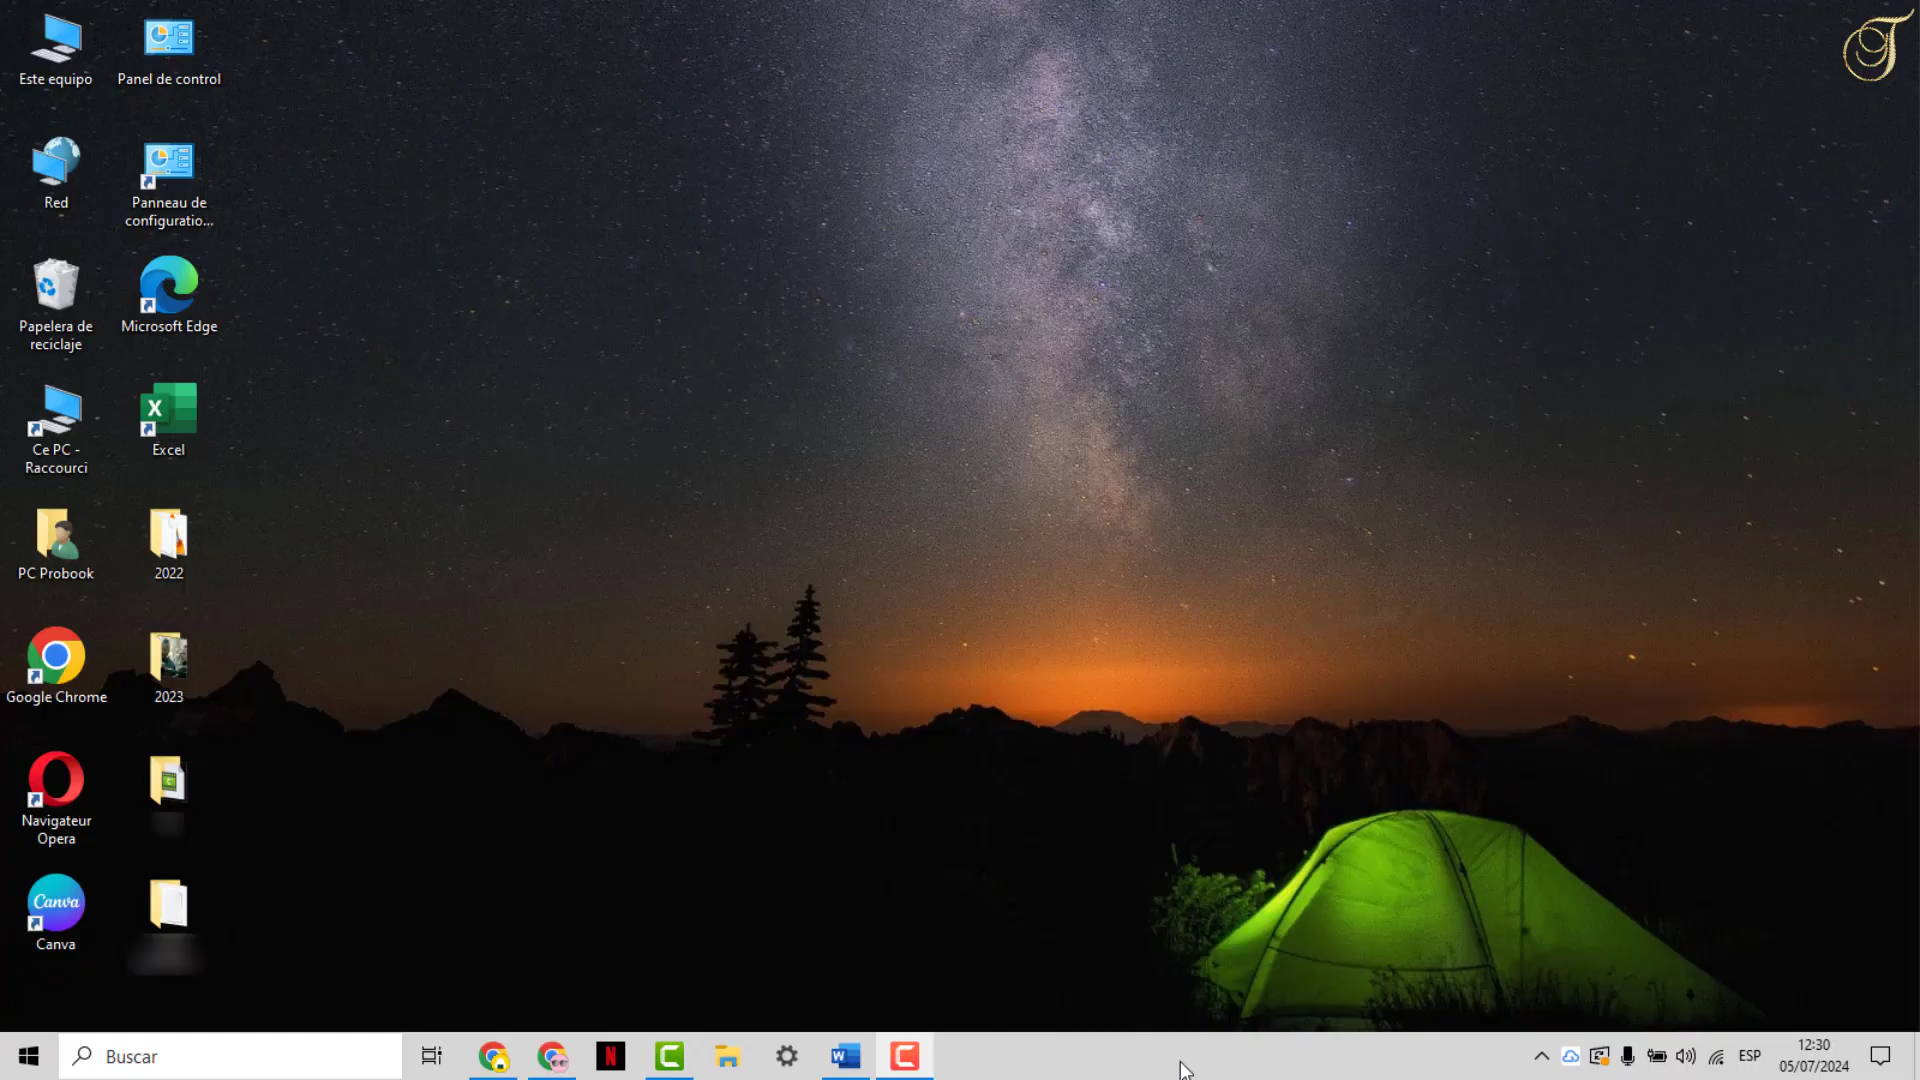 Este equipo
Panel de control
Red
Panneau de
configuratio...
Papelera de
reciclaje
Microsoft Edge
Ce PC -
Raccourci
Excel
PC Probook
2022
Google Chrome
2023
Navigateur
Opera
Canva
Canva
Buscar
ESP
12:30
05/07/2024